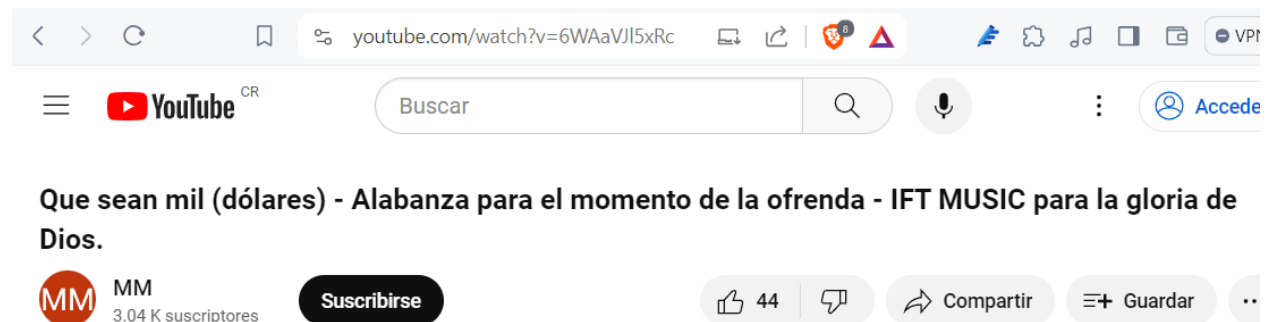 youtube.com/watch?v=6WAaVJl5xRc 8 VPN
YouTube CR Buscar Accede
Que sean mil (dólares) - Alabanza para el momento de la ofrenda - IFT MUSIC para la gloria de
Dios.
MM MM
3.04 K suscriptores Suscribirse 44 Compartir Guardar